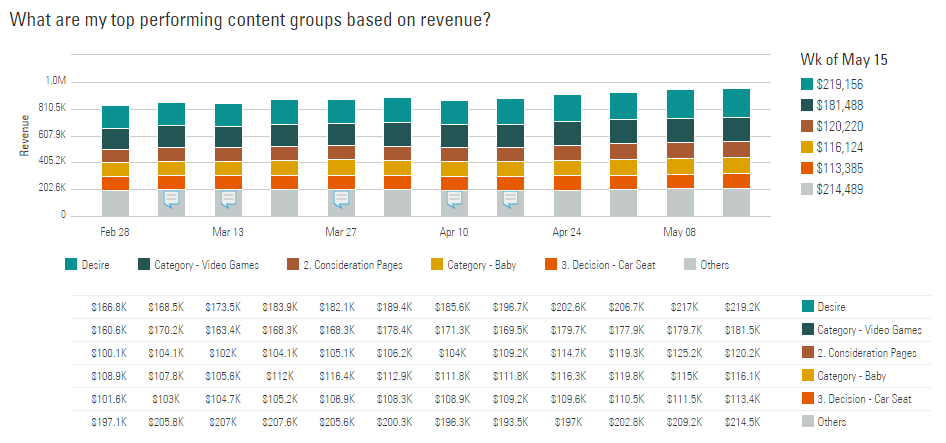 What are my top performing content groups based on revenue?
Wk of May 15
$219,156
$181,488
$120,220
$116,124
$113,385
$214,489
Revenue
1.0M
810.5K
607.9K
405.2K
202.6K
0
Feb 28 Mar 13 Mar 27 Apr 10 Apr 24 May 08
Desire Category - Video Games 2. Consideration Pages Category - Baby 3. Decision - Car Seat Others
$166.8K $168.5K $173.5K $183.9K $182.1K $189.4K $185.6K $196.7K $202.6K $206.7K $217K $219.2K Desire
$160.6K $170.2K $163.4K $168.3K $168.3K $178.4K $171.3K $169.5K $179.7K $177.9K $179.7K $181.5K Category - Video Games
$100.1K $104.1K $102K $104.1K $105.1K $106.2K $104K $109.2K $114.7K $119.3K $125.2K $120.2K 2. Consideration Pages
$108.9K $107.8K $105.6K $112K $116.4K $112.9K $111.8K $111.8K $116.3K $119.8K $115K $116.1K Category - Baby
$101.6K $103K $104.7K $105.2K $106.9K $108.3K $108.9K $109.2K $109.6K $110.5K $111.5K $113.4K 3. Decision - Car Seat
$197.1K $205.8K $207K $207.6K $205.6K $200.3K $196.3K $193.5K $197K $202.8K $209.2K $214.5K Others